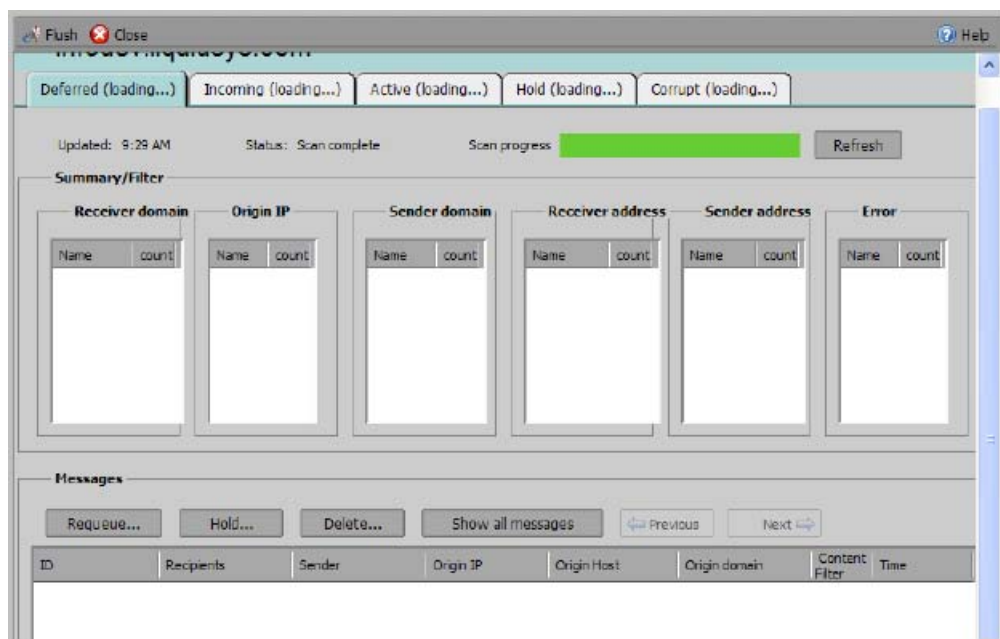 Flush Close Help
Deferred (loading...) Incoming (loading...) Active (loading...) Hold (loading...) Corrupt (loading...)
Updated: 9:29 AM Status: Scan complete Scan progress Refresh
Summary/Filter
Receiver domain Origin IP Sender domain Receiver address Sender address Error
Name count Name count Name count Name count Name count Name count
Messages
Requeue... Hold... Delete... Show all messages Previous Next
ID Recipients Sender Origin IP Origin Host Origin domain Content Filter Time